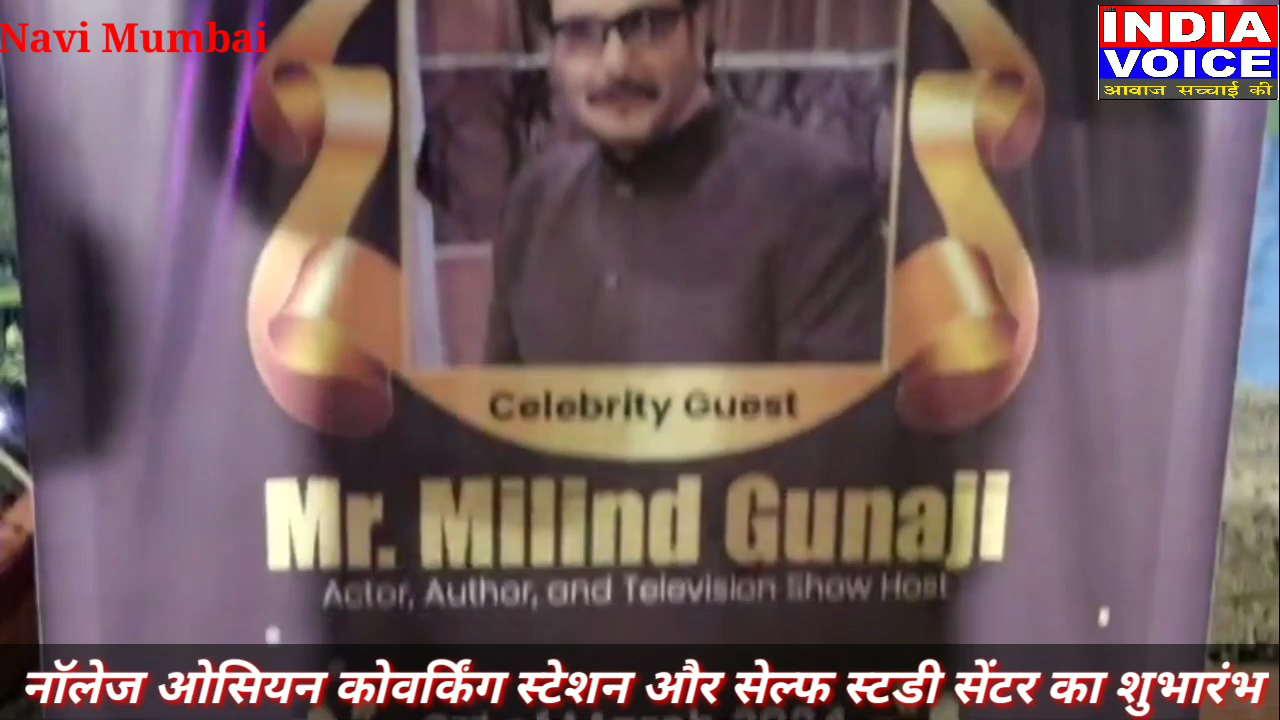 Navi Mumbai
INDIA
VOICE
आवाज सच्चाई की
Celebrity Guest
Mr. Milind Gunaji
Actor, Author, and Television Show Host
नॉलेज ओसियन कोवर्किंग स्टेशन और सेल्फ स्टडी सेंटर का शुभारंभ